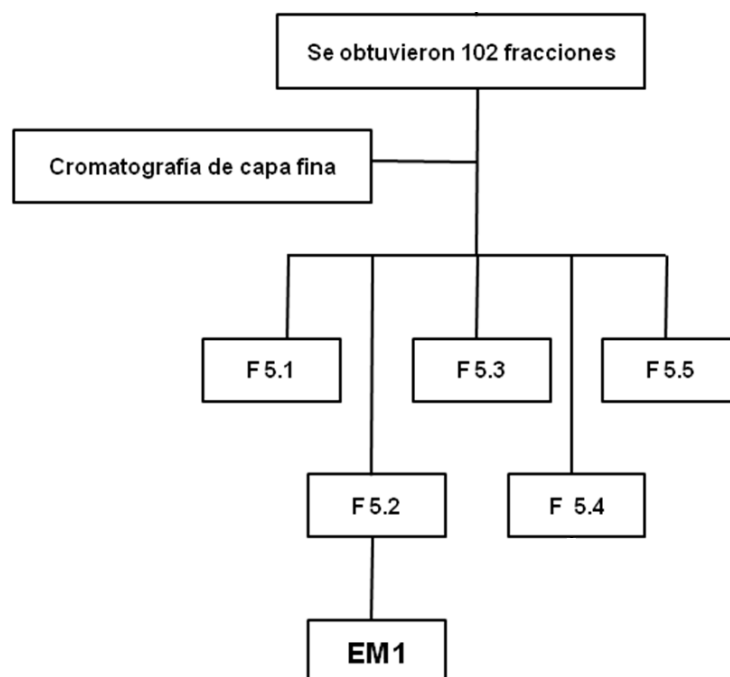 Se obtuvieron 102 fracciones
Cromatografía de capa fina
F 5.1
F 5.3
F 5.5
F 5.2
F 5.4
EM1